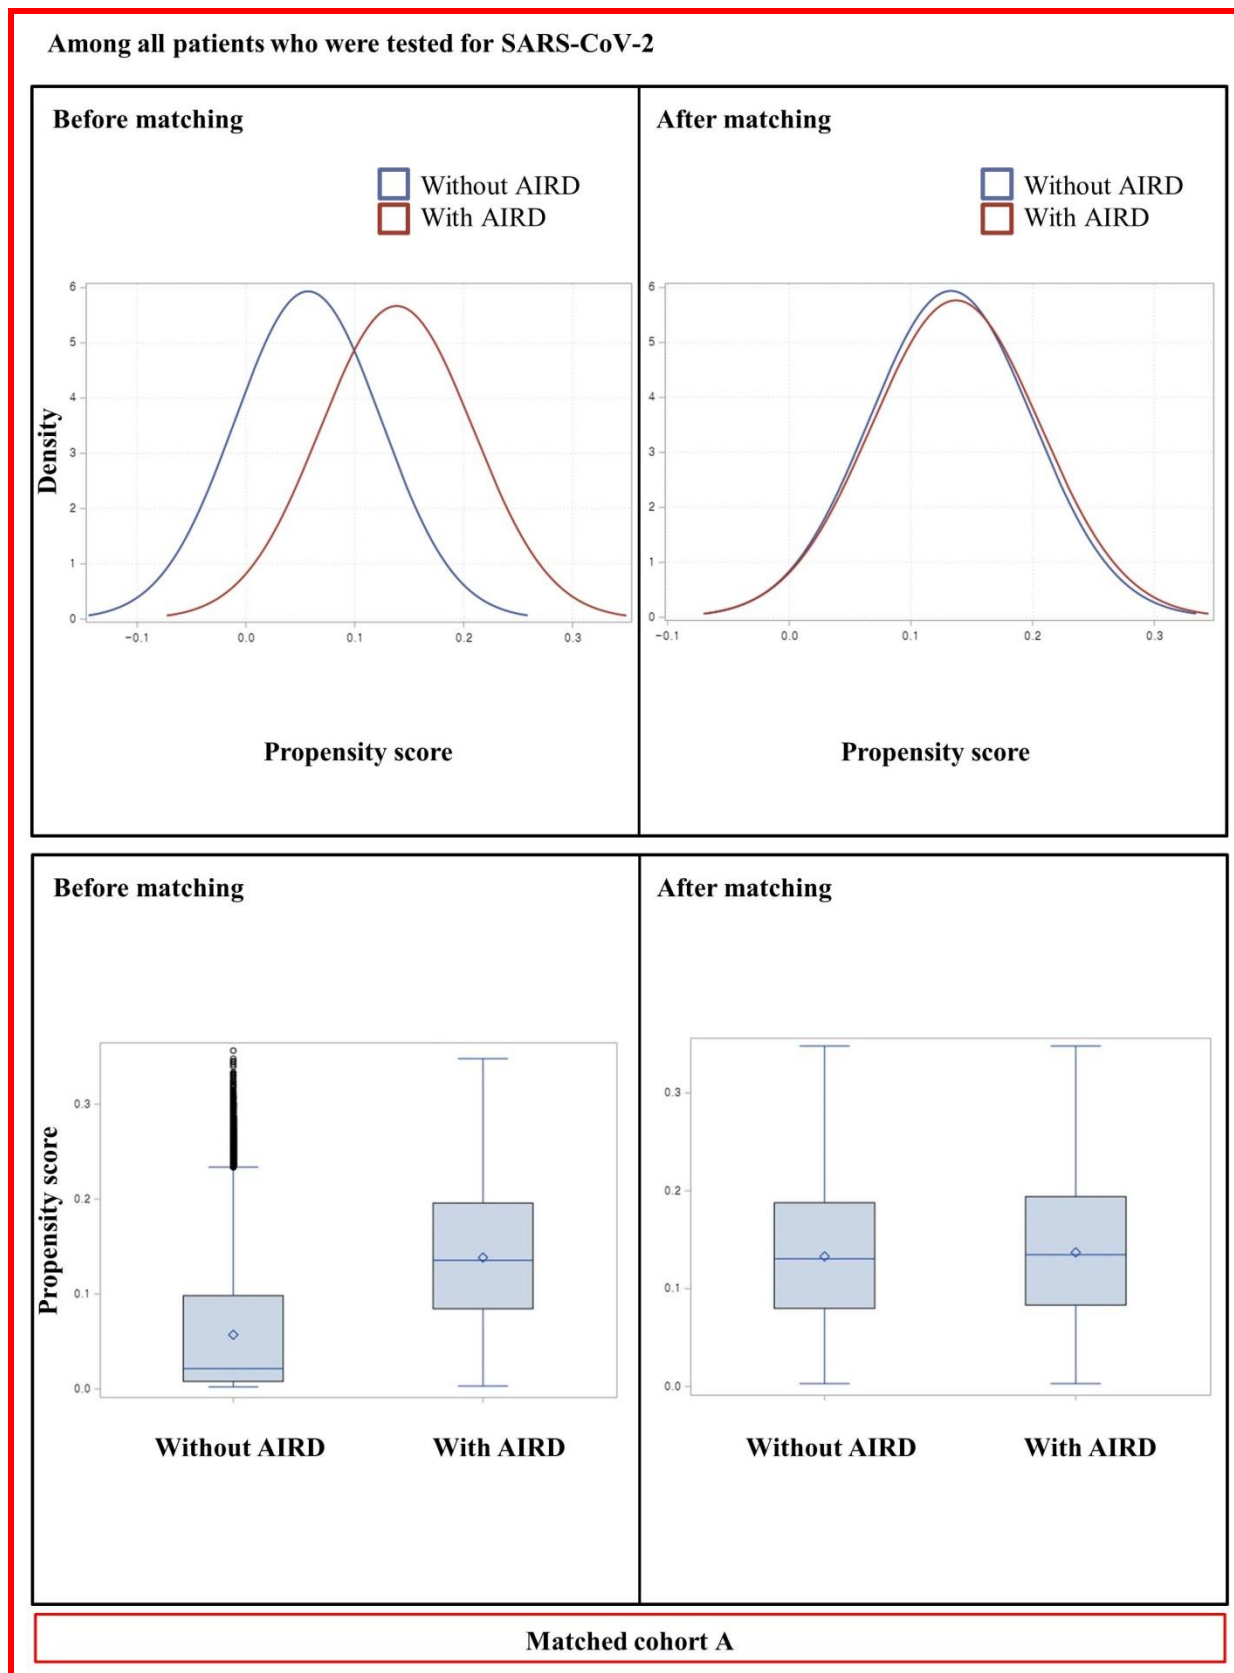 Among all patients who were tested for SARS-CoV-2
Before matching
Without AIRD
With AIRD
6
5
4
3
2
1
0
Density
−0.1
0.0
0.1
0.2
0.3
Propensity score
After matching
Without AIRD
With AIRD
6
5
4
3
2
1
0
−0.1
0.0
0.1
0.2
0.3
Propensity score
Before matching
0.3
0.2
0.1
0.0
Propensity score
Without AIRD
With AIRD
After matching
0.3
0.2
0.1
0.0
Without AIRD
With AIRD
Matched cohort A